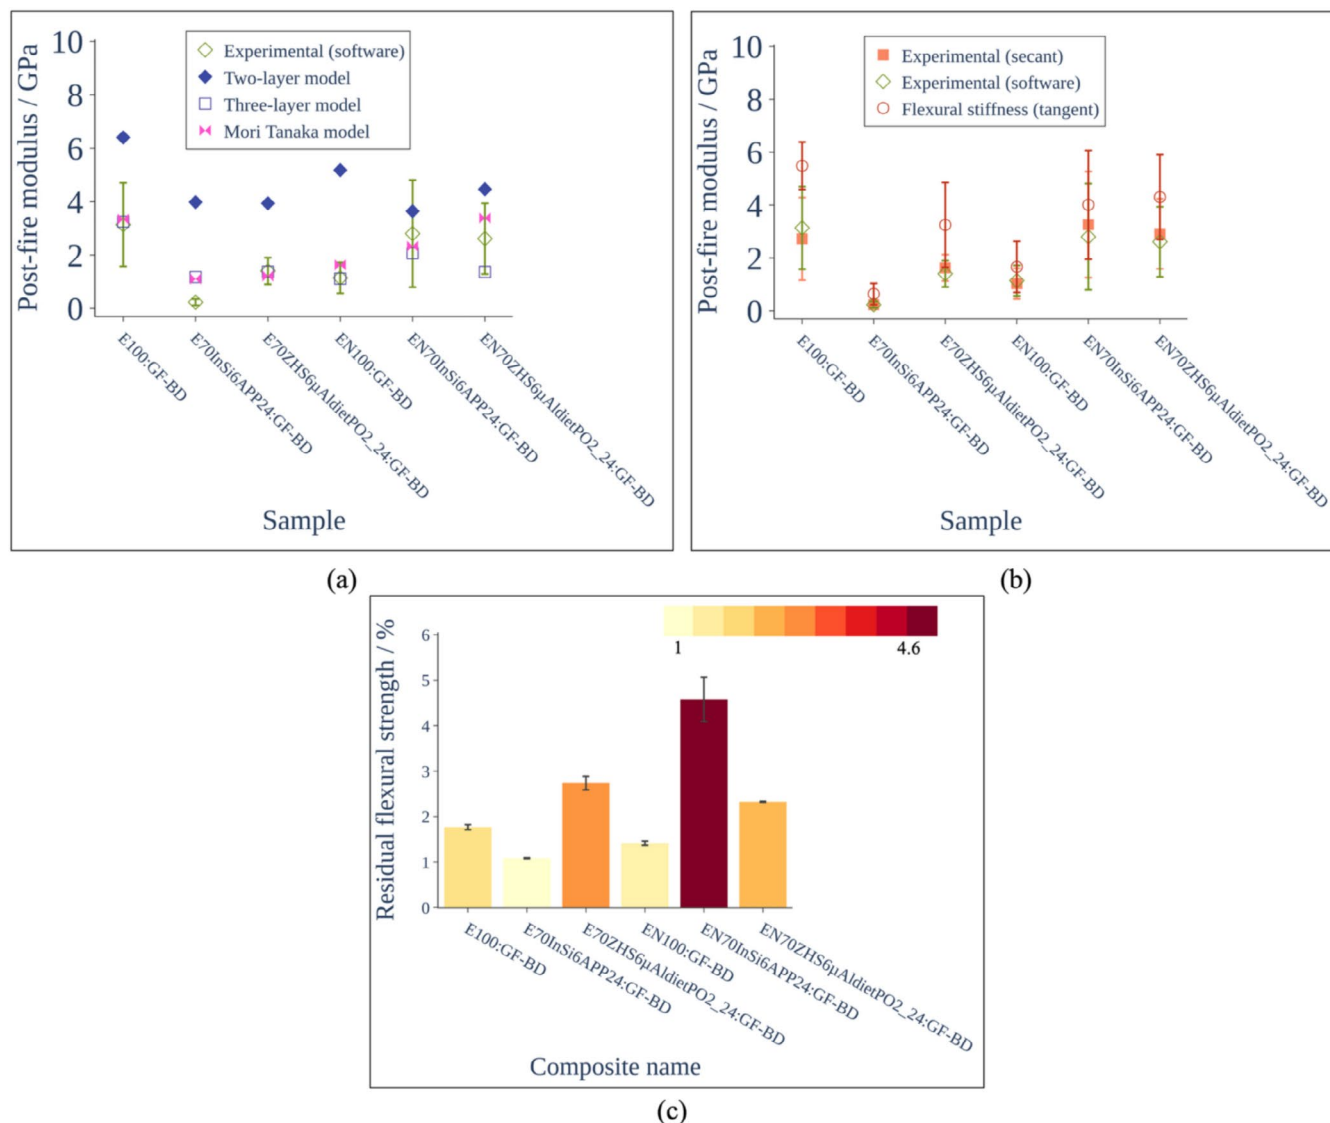 Post-fire modulus / GPa
10
8
6
4
2
0
Experimental (software)
Two-layer model
Three-layer model
Mori Tanaka model
E100:GF-BD
E70InSi6APP24:GF-BD
E70ZHS6μAldietPO2_24:GF-BD
EN100:GF-BD
EN70InSi6APP24:GF-BD
EN70ZHS6μAldietPO2_24:GF-BD
Sample
(a)
Post-fire modulus / GPa
10
8
6
4
2
0
Experimental (secant)
Experimental (software)
Flexural stiffness (tangent)
E100:GF-BD
E70InSi6APP24:GF-BD
E70ZHS6μAldietPO2_24:GF-BD
EN100:GF-BD
EN70InSi6APP24:GF-BD
EN70ZHS6μAldietPO2_24:GF-BD
Sample
(b)
Residual flexural strength / %
6
5
4
3
2
1
0
1
4.6
E100:GF-BD
E70InSi6APP24:GF-BD
E70ZHS6μAldietPO2_24:GF-BD
EN100:GF-BD
EN70InSi6APP24:GF-BD
EN70ZHS6μAldietPO2_24:GF-BD
Composite name
(c)